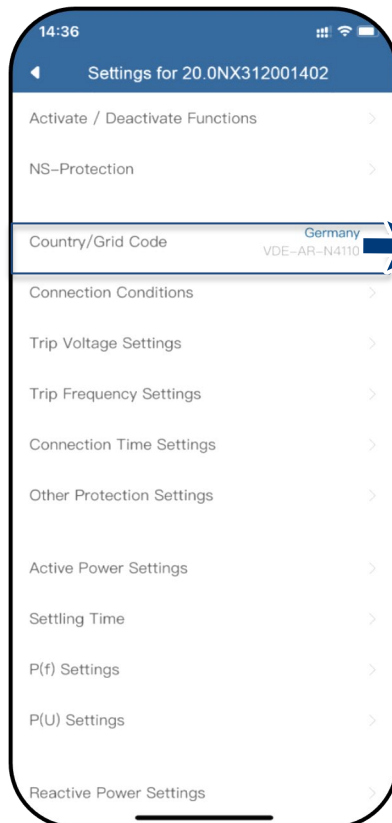 14:36
Settings for 20.0NX312001402
Activate / Deactivate Functions
NS-Protection
Country/Grid Code
Germany
VDE-AR-N4110
Connection Conditions
Trip Voltage Settings
Trip Frequency Settings
Connection Time Settings
Other Protection Settings
Active Power Settings
Settling Time
P(f) Settings
P(U) Settings
Reactive Power Settings